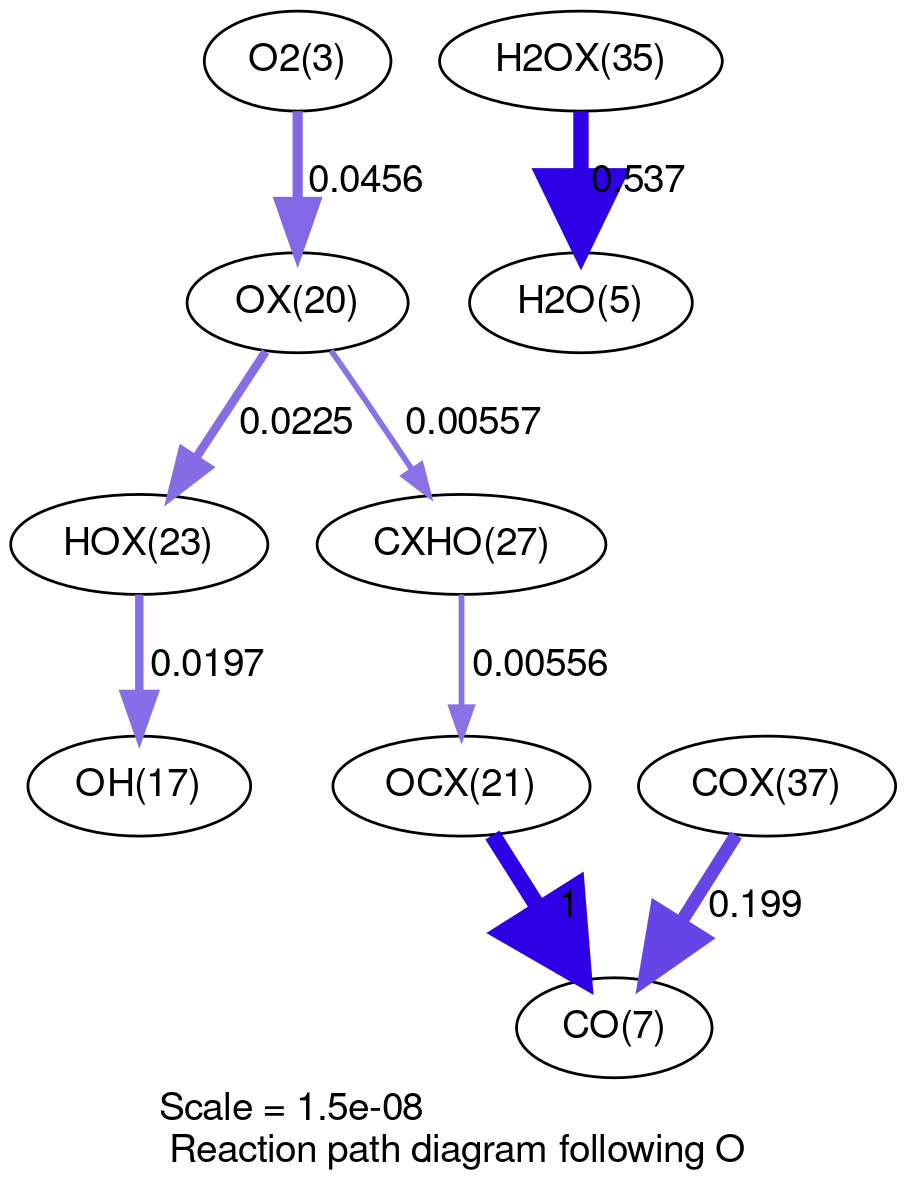 O2(3)
H2OX(35)
0.0456
0.537
OX(20)
H2O(5)
0.0225
0.00557
HOX(23)
CXHO(27)
0.0197
0.00556
OH(17)
OCX(21)
COX(37)
1
0.199
CO(7)
Scale = 1.5e-08
Reaction path diagram following O